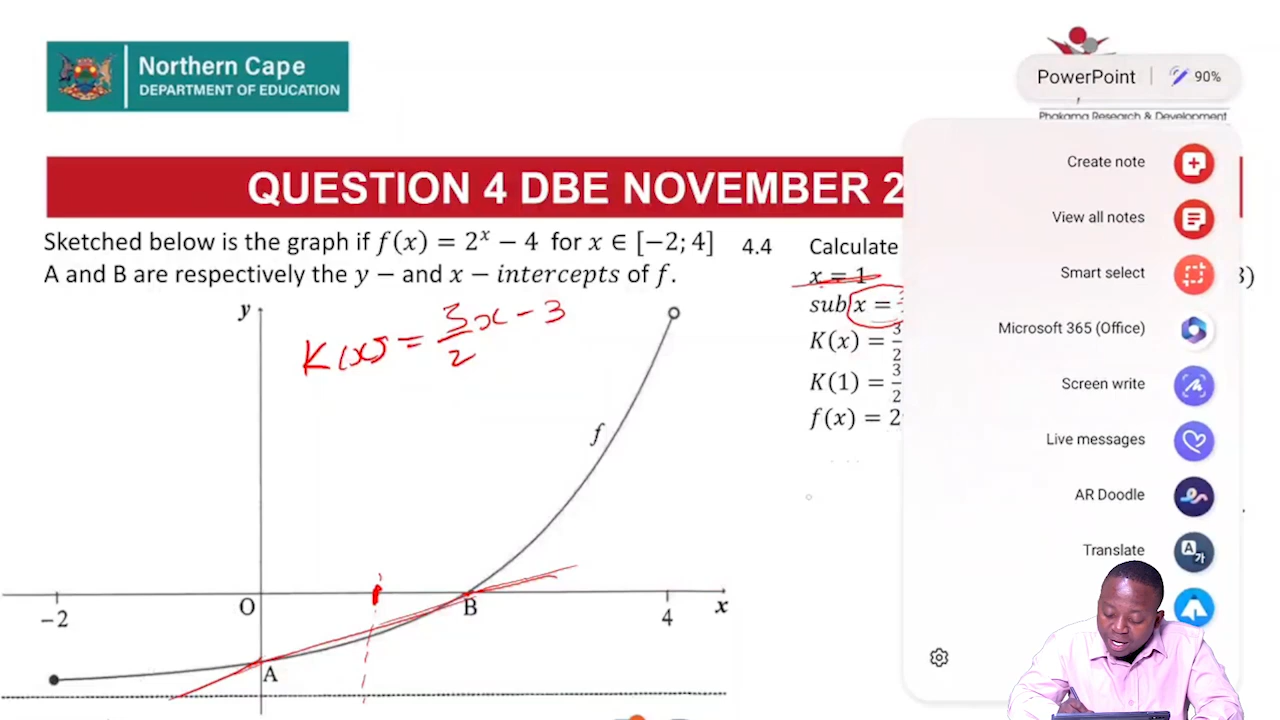 Northern Cape
DEPARTMENT OF EDUCATION
PowerPoint
90%
Phakama Research & Development
QUESTION 4 DBE NOVEMBER 2
Sketched below is the graph if f(x) = 2ˣ − 4 for x ∈ [−2; 4]
A and B are respectively the y − and x − intercepts of f.
4.4 Calculate
x = 1
sub x =
K(x) = 3/2
K(1) = 3/2
f(x) = 2
3)
K(x) = 3/2 x − 3
y
f
O
B
x
−2
4
A
Create note
View all notes
Smart select
Microsoft 365 (Office)
Screen write
Live messages
AR Doodle
Translate